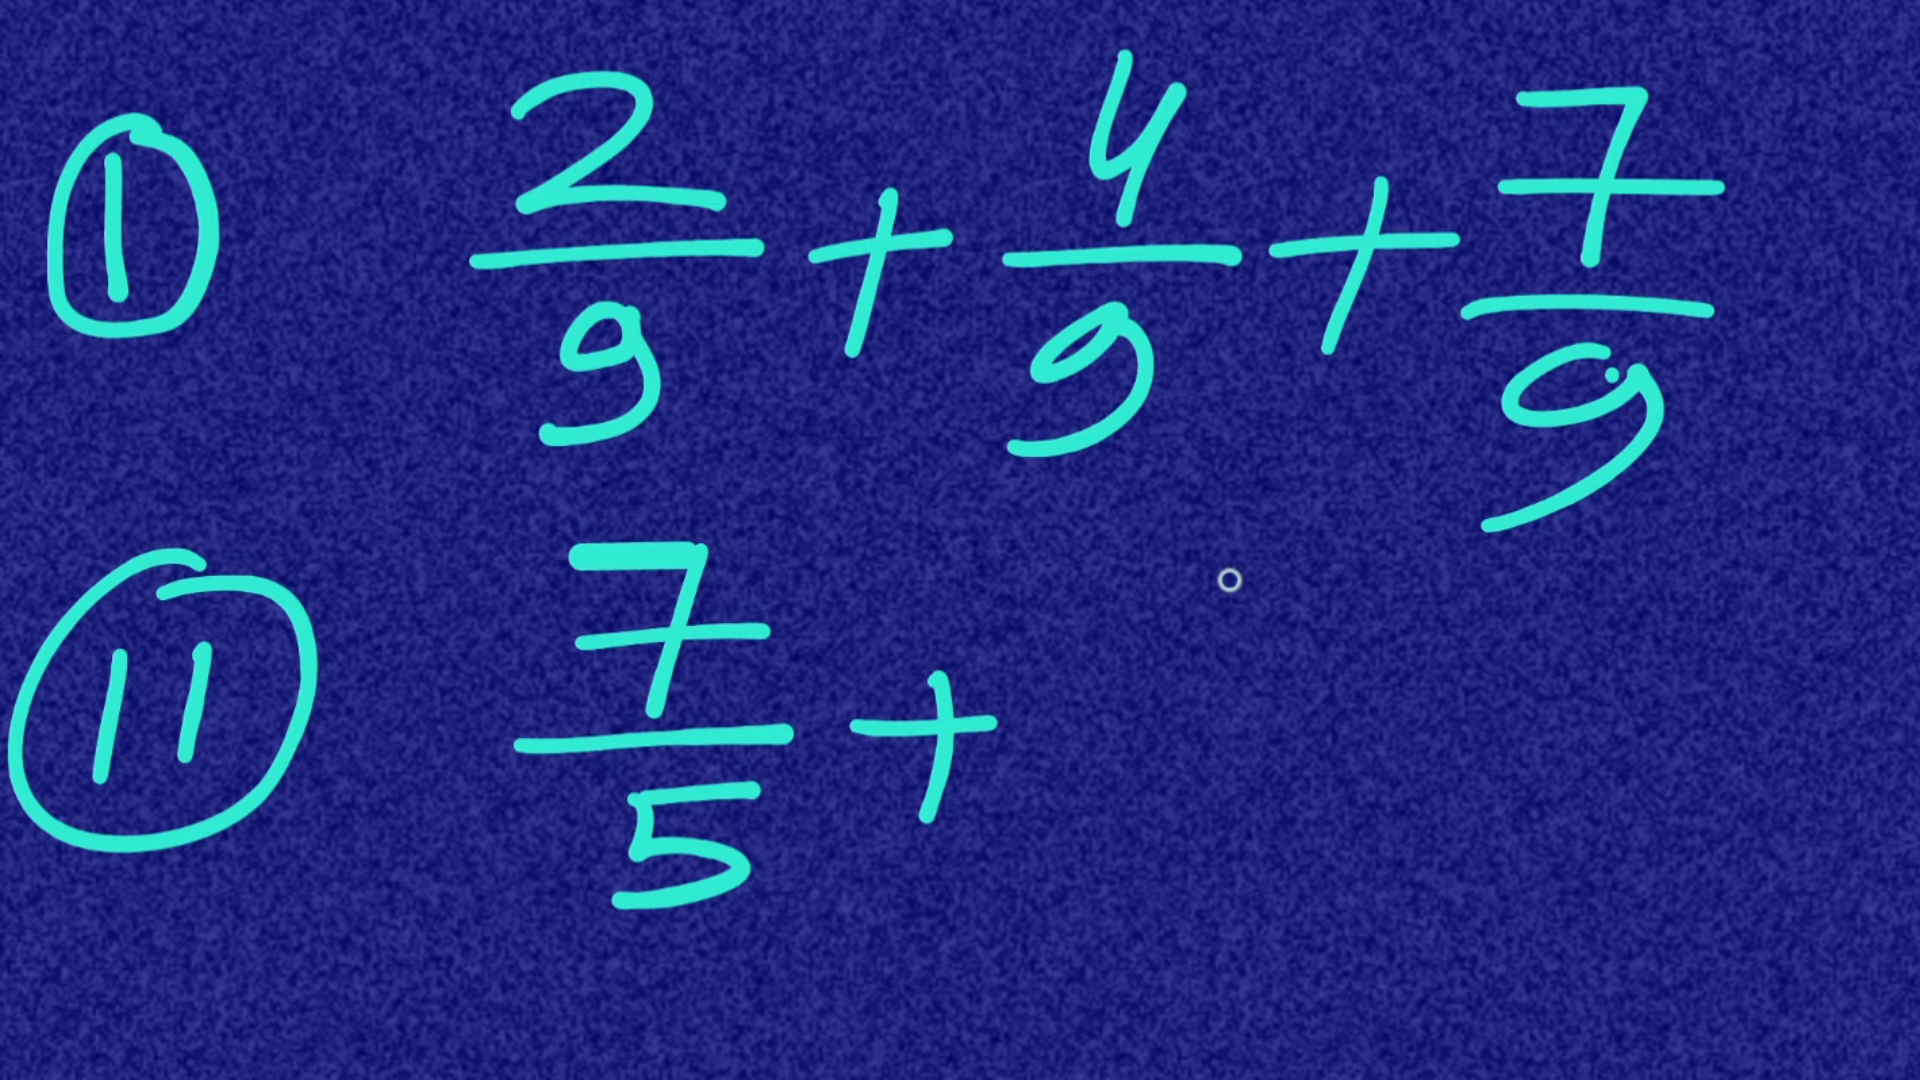 ① 2/9 + 4/9 + 7/9
⑪ 7/5 +